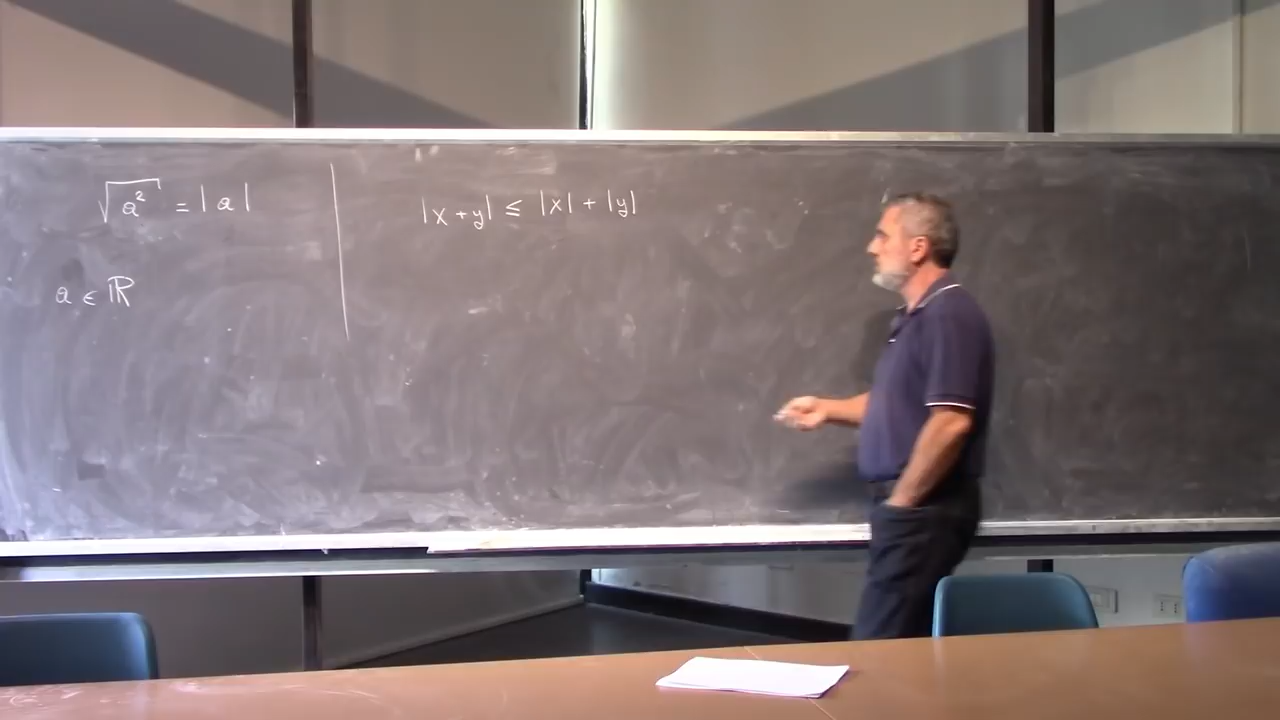 √a² = |a|
a ∈ ℝ
|x+y| ≤ |x| + |y|